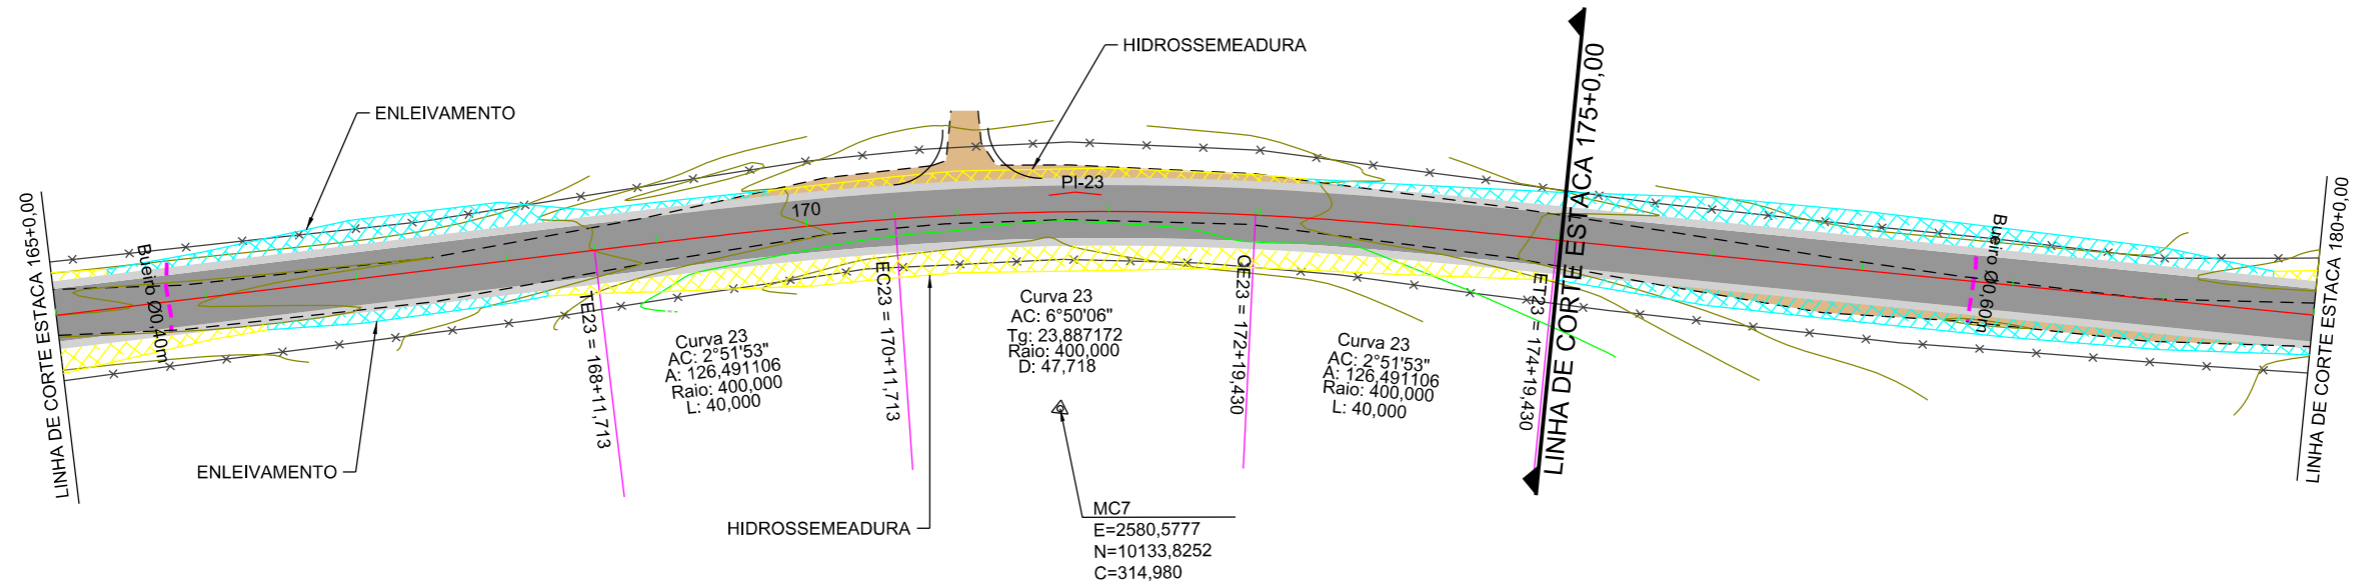 HIDROSSEMEADURA
ENLEIVAMENTO
LINHA DE CORTE ESTACA 175+0,00
LINHA DE CORTE ESTACA 165+0,00
LINHA DE CORTE ESTACA 180+0,00
PI-23
170
Bueiro Ø0,40m
Bueiro Ø0,60m
TE23 = 168+11,713
EC23 = 170+11,713
CE23 = 172+19,430
ET23 = 174+19,430
Curva 23
AC: 2°51'53"
A: 126,491106
Raio: 400,000
L: 40,000
Curva 23
AC: 6°50'06"
Tg: 23,887172
Raio: 400,000
D: 47,718
Curva 23
AC: 2°51'53"
A: 126,491106
Raio: 400,000
L: 40,000
ENLEIVAMENTO
HIDROSSEMEADURA
MC7
E=2580,5777
N=10133,8252
C=314,980